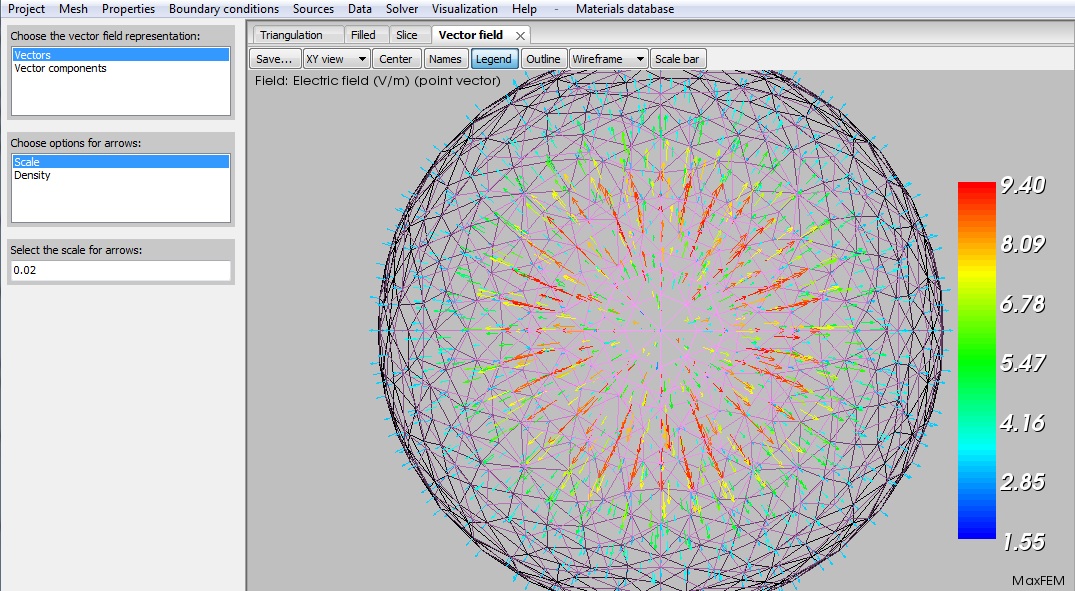 Project Mesh Properties Boundary conditions Sources Data Solver Visualization Help - Materials database
Choose the vector field representation:
Vectors
Vector components
Choose options for arrows:
Scale
Density
Select the scale for arrows:
0.02
Triangulation Filled Slice Vector field
Save... XY view Center Names Legend Outline Wireframe Scale bar
Field: Electric field (V/m) (point vector)
9.40
8.09
6.78
5.47
4.16
2.85
1.55
MaxFEM